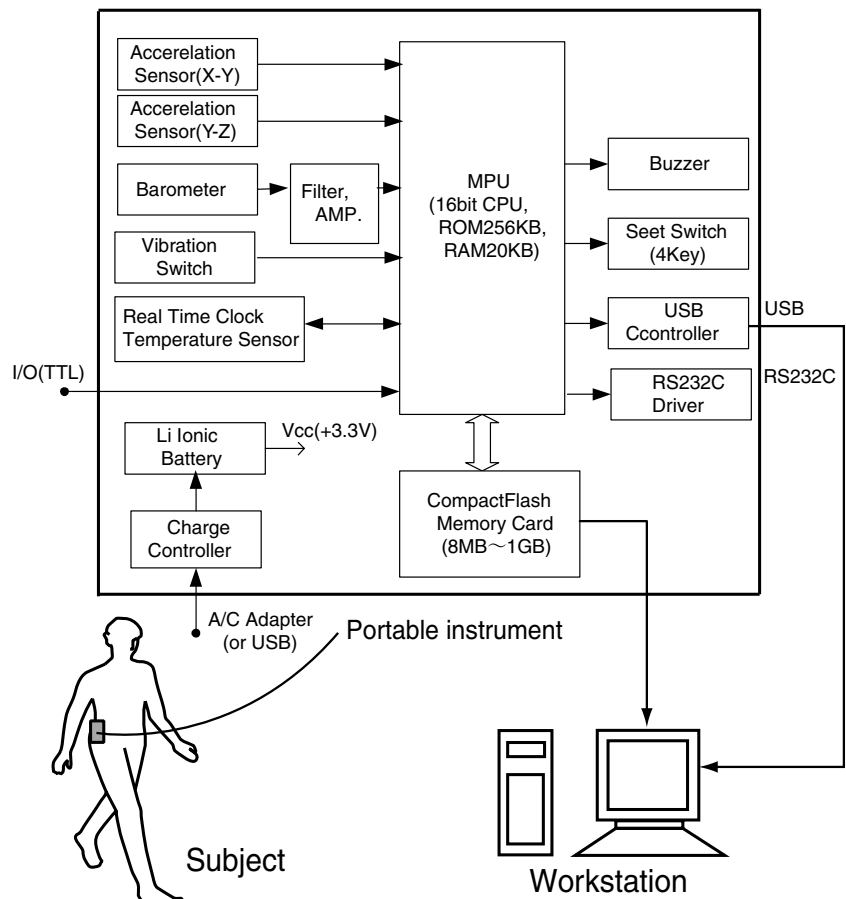 Accerelation
Sensor(X-Y)
Accerelation
Sensor(Y-Z)
Barometer
Filter,
AMP.
Vibration
Switch
Real Time Clock
Temperature Sensor
I/O(TTL)
MPU
(16bit CPU,
ROM256KB,
RAM20KB)
Buzzer
Seet Switch
(4Key)
USB
Ccontroller
USB
RS232C
Driver
RS232C
Li Ionic
Battery
Vcc(+3.3V)
Charge
Controller
CompactFlash
Memory Card
(8MB～1GB)
A/C Adapter
(or USB)
Portable instrument
Subject
Workstation